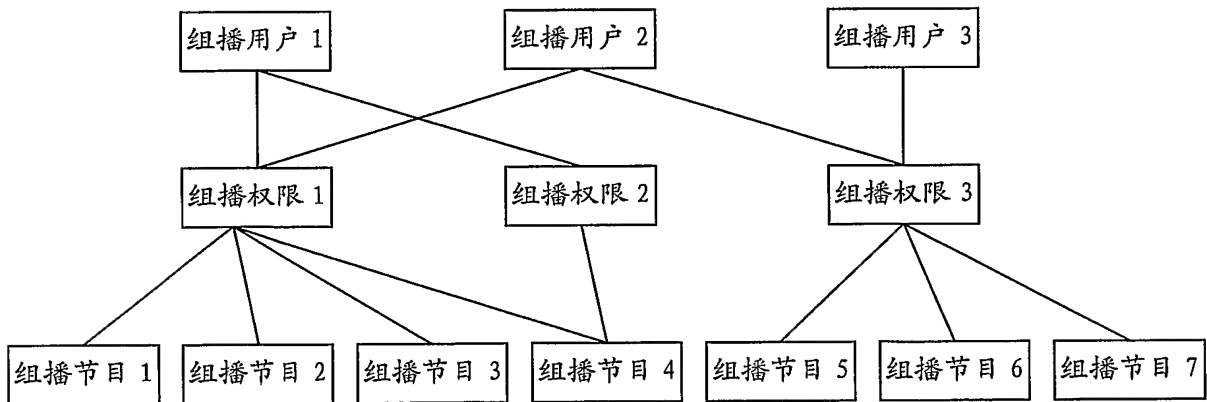 组播用户 1
组播用户 2
组播用户 3
组播权限 1
组播权限 2
组播权限 3
组播节目 1
组播节目 2
组播节目 3
组播节目 4
组播节目 5
组播节目 6
组播节目 7